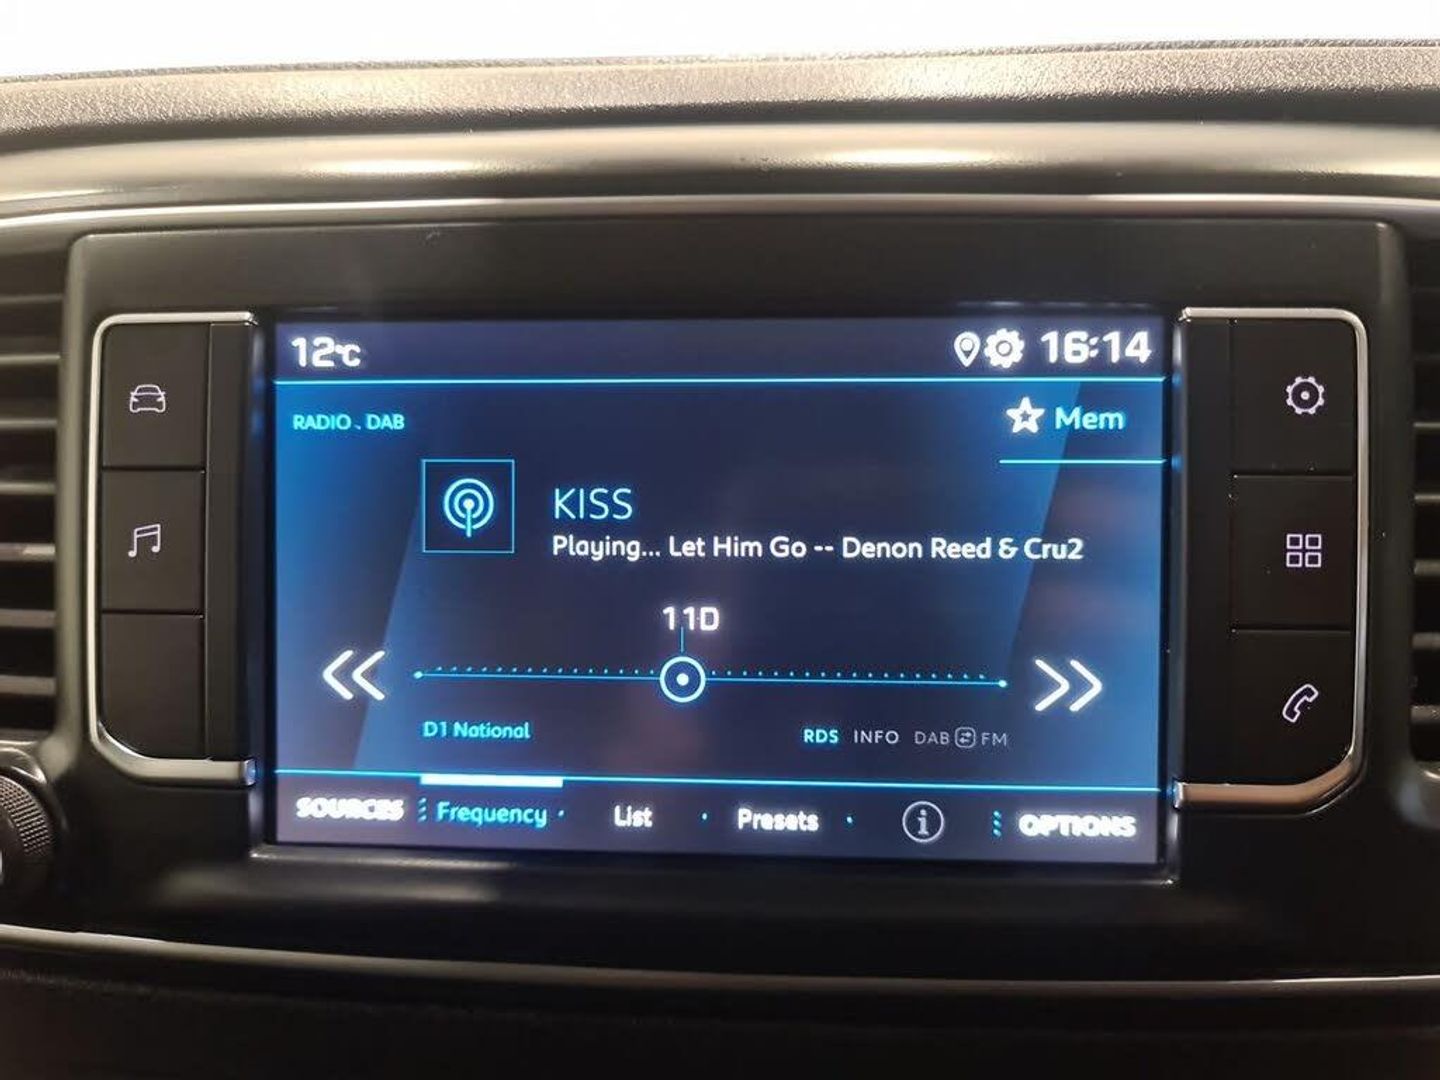 12°C 16:14
RADIO . DAB
Mem
KISS
Playing... Let Him Go -- Denon Reed & Cru2
11D
D1 National
RDS INFO DAB FM
SOURCES Frequency List Presets i OPTIONS